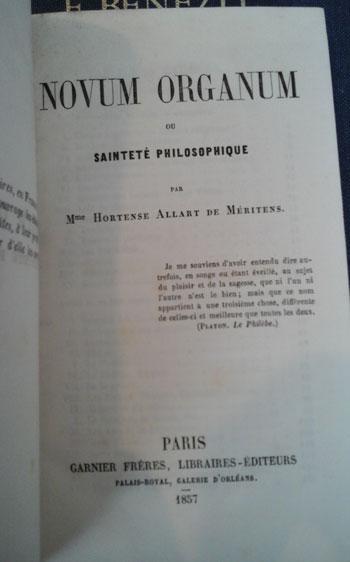 E. BENEZIT
NOVUM ORGANUM
OU
SAINTETÉ PHILOSOPHIQUE
PAR
Mme HORTENSE ALLART DE MÉRITENS.
Je me souviens d'avoir entendu dire au-
trefois, en songe ou étant éveillé, au sujet
du plaisir et de la sagesse, que ni l'un ni
l'autre n'est le bien; mais que ce nom
appartient à une troisième chose, différente
de celles-ci et meilleure que toutes les deux.
(PLATON. Le Philèbe.)
PARIS
GARNIER FRÈRES, LIBRAIRES-ÉDITEURS
PALAIS-ROYAL, GALERIE D'ORLÉANS.
1857